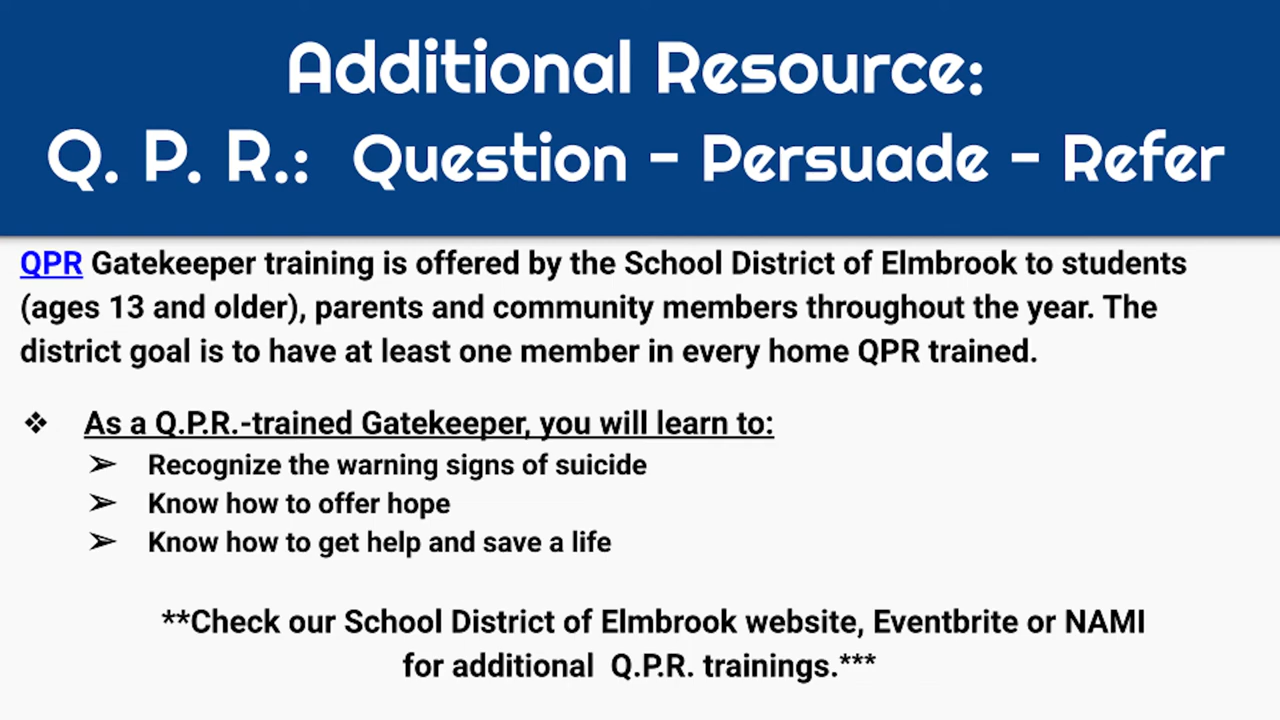 Additional Resource:
Q. P. R.: Question - Persuade - Refer
QPR Gatekeeper training is offered by the School District of Elmbrook to students
(ages 13 and older), parents and community members throughout the year. The
district goal is to have at least one member in every home QPR trained.
❖ As a Q.P.R.-trained Gatekeeper, you will learn to:
➢ Recognize the warning signs of suicide
➢ Know how to offer hope
➢ Know how to get help and save a life
**Check our School District of Elmbrook website, Eventbrite or NAMI
for additional Q.P.R. trainings.***